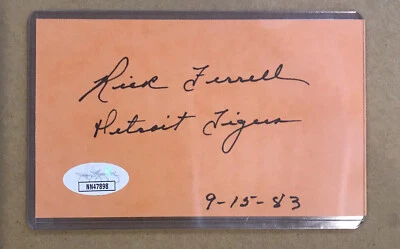 Rick Ferrell
Detroit Tigers
NN47898
9-15-83